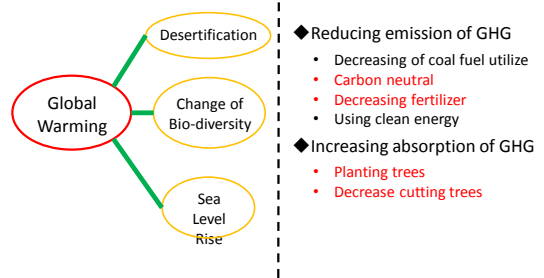 Desertification
Global
Warming
Change of
Bio-diversity
Sea
Level
Rise
◆Reducing emission of GHG
• Decreasing of coal fuel utilize
• Carbon neutral
• Decreasing fertilizer
• Using clean energy
◆Increasing absorption of GHG
• Planting trees
• Decrease cutting trees